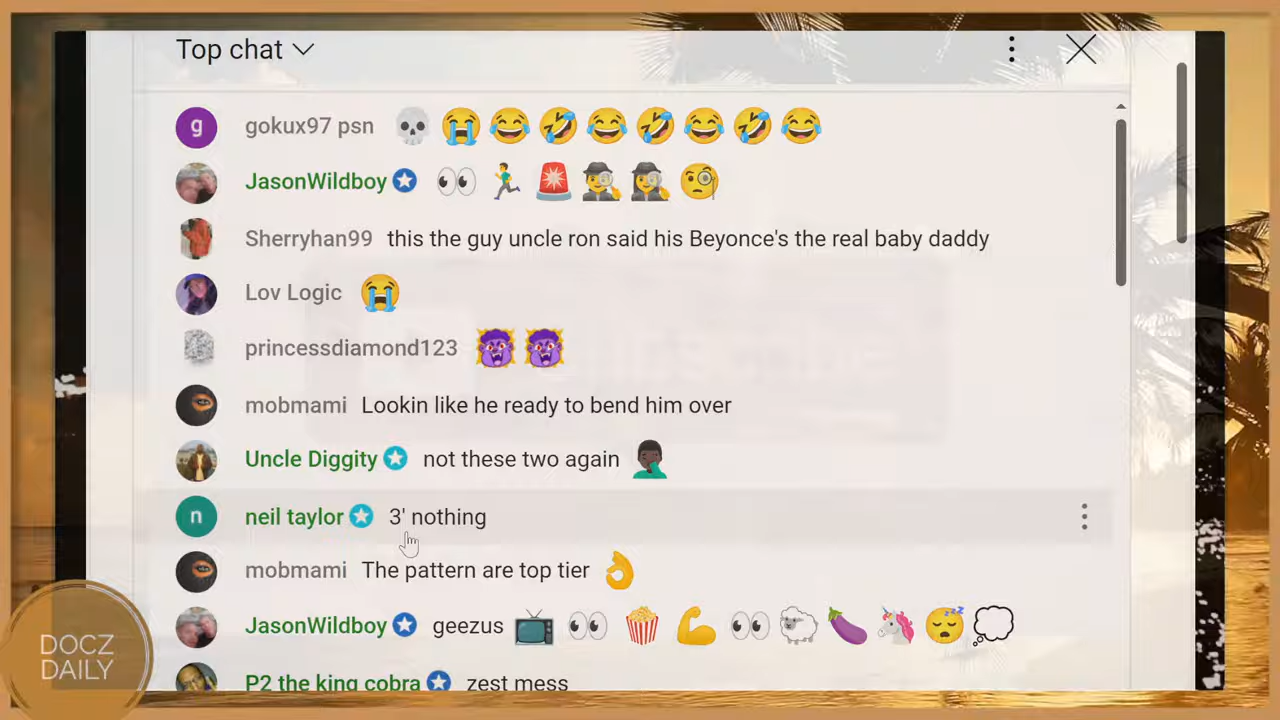 Top chat
gokux97 psn 💀 😭 😂 🤣 😂 🤣 😂 🤣 😂
JasonWildboy 👀 🏃‍♂️ 🚨 🕵️ 🕵️‍♀️ 🧐
Sherryhan99 this the guy uncle ron said his Beyonce's the real baby daddy
Lov Logic 😭
princessdiamond123
mobmami Lookin like he ready to bend him over
Uncle Diggity not these two again 🤦🏿‍♂️
n neil taylor 3' nothing
mobmami The pattern are top tier 👌
JasonWildboy geezus 📺 👀 🍿 💪 👀 🐑 🍆 🦄 😴 💭
P2 the king cobra zest mess
DOCZ
DAILY